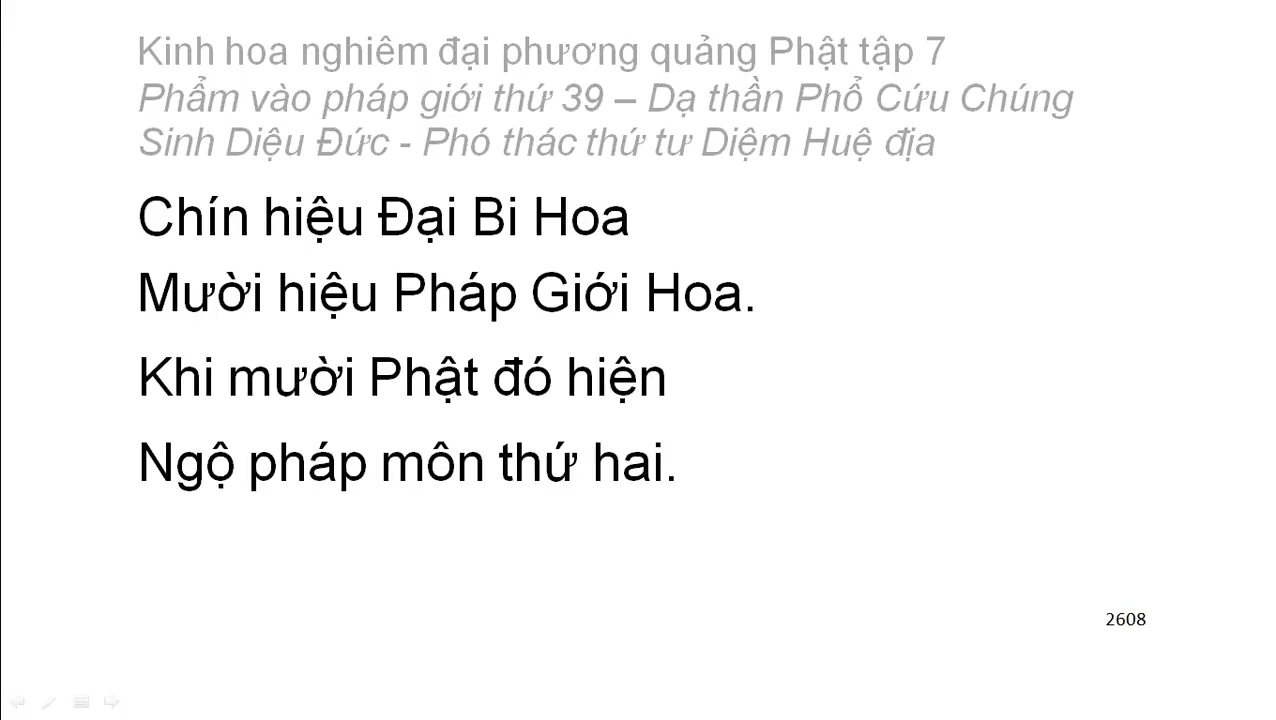 Kinh hoa nghiêm đại phương quảng Phật tập 7
Phẩm vào pháp giới thứ 39 – Dạ thần Phổ Cứu Chúng
Sinh Diệu Đức - Phó thác thứ tư Diệm Huệ địa
Chín hiệu Đại Bi Hoa
Mười hiệu Pháp Giới Hoa.
Khi mười Phật đó hiện
Ngộ pháp môn thứ hai.
2608